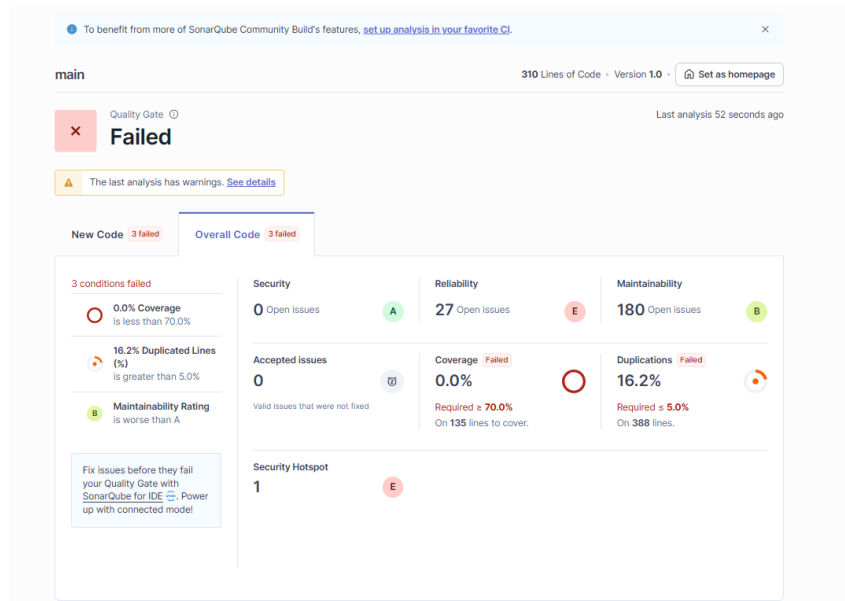 To benefit from more of SonarQube Community Build's features, set up analysis in your favorite CI.
main
310 Lines of Code • Version 1.0 • Set as homepage
Quality Gate
Failed
Last analysis 52 seconds ago
The last analysis has warnings. See details
New Code 3 failed
Overall Code 3 failed
3 conditions failed
0.0% Coverage
is less than 70.0%
16.2% Duplicated Lines
(%)
is greater than 5.0%
B
Maintainability Rating
is worse than A
Fix issues before they fail
your Quality Gate with
SonarQube for IDE. Power
up with connected mode!
Security
0 Open issues A
Reliability
27 Open issues E
Maintainability
180 Open issues B
Accepted issues
0
Valid issues that were not fixed
Coverage Failed
0.0%
Required ≥ 70.0%
On 135 lines to cover.
Duplications Failed
16.2%
Required ≤ 5.0%
On 388 lines.
Security Hotspot
1 E